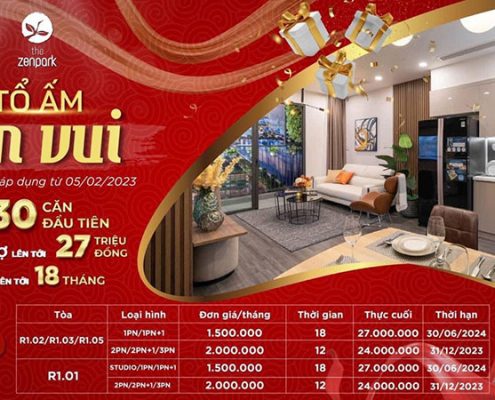 the
zenpark
TỔ ẤM
n vui
áp dụng từ 05/02/2023
30 CĂN
ĐẦU TIÊN
Ợ LÊN TỚI 27 TRIỆU
ĐỒNG
ÊN TỚI 18 THÁNG
Tòa Loại hình Đơn giá/tháng Thời gian Thực cuối Thời hạn
R1.02/R1.03/R1.05 1PN/1PN+1 1.500.000 18 27.000.000 30/06/2024
2PN/2PN+1/3PN 2.000.000 12 24.000.000 31/12/2023
R1.01 STUDIO/1PN/1PN+1 1.500.000 18 27.000.000 30/06/2024
2PN/2PN+1/3PN 2.000.000 12 24.000.000 31/12/2023